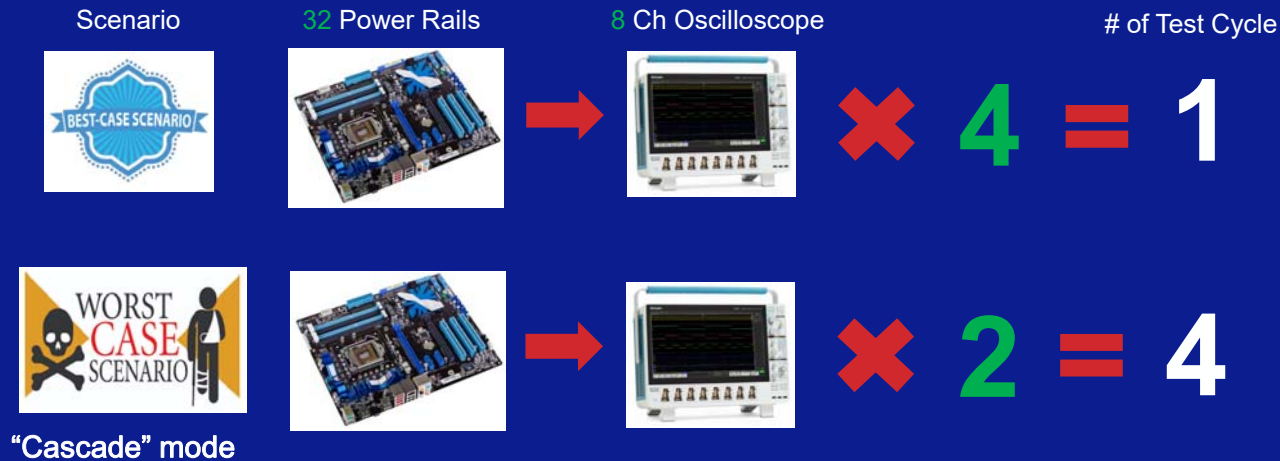 Scenario
32 Power Rails
8 Ch Oscilloscope
# of Test Cycle
BEST-CASE SCENARIO
4
1
WORST
CASE
SCENARIO
2
4
“Cascade” mode